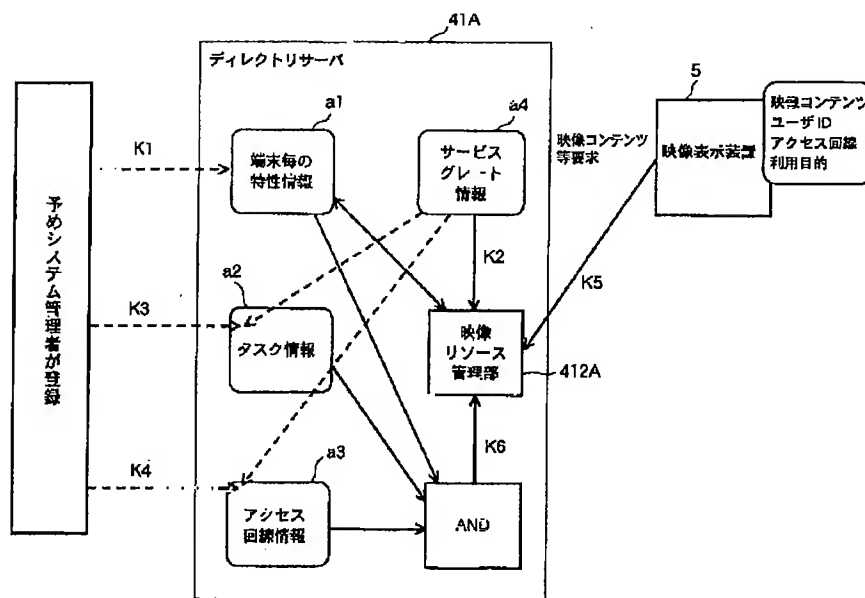 41A
ディレクトリサーバ
a1
端末毎の
特性情報
a4
サービス
グレート
情報
映像コンテンツ
等要求
5
映像表示装置
映像コンテンツ
ユーザID
アクセス回線
利用目的
K1
K2
K5
予めシステム管理者が登録
K3
a2
タスク情報
映像
リソース
管理部
412A
K6
K4
a3
アクセス
回線情報
AND